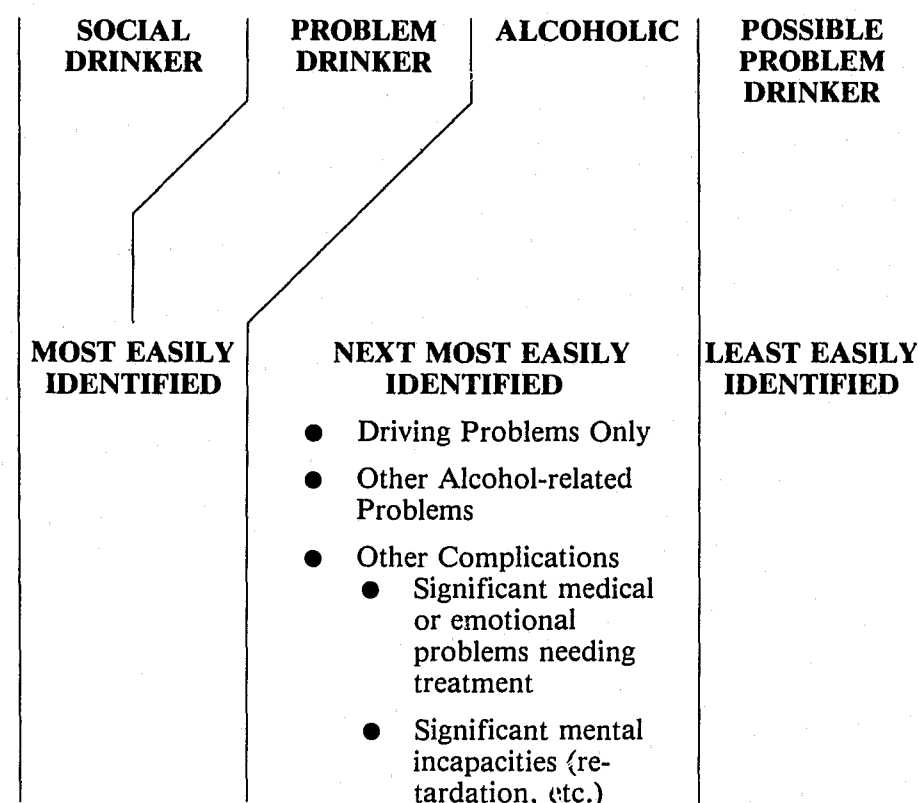 SOCIAL DRINKER
PROBLEM DRINKER
ALCOHOLIC
POSSIBLE PROBLEM DRINKER
MOST EASILY IDENTIFIED
NEXT MOST EASILY IDENTIFIED
● Driving Problems Only
● Other Alcohol-related
Problems
● Other Complications
● Significant medical
or emotional
problems needing
treatment
● Significant mental
incapacities (re-
tardation, etc.)
LEAST EASILY IDENTIFIED